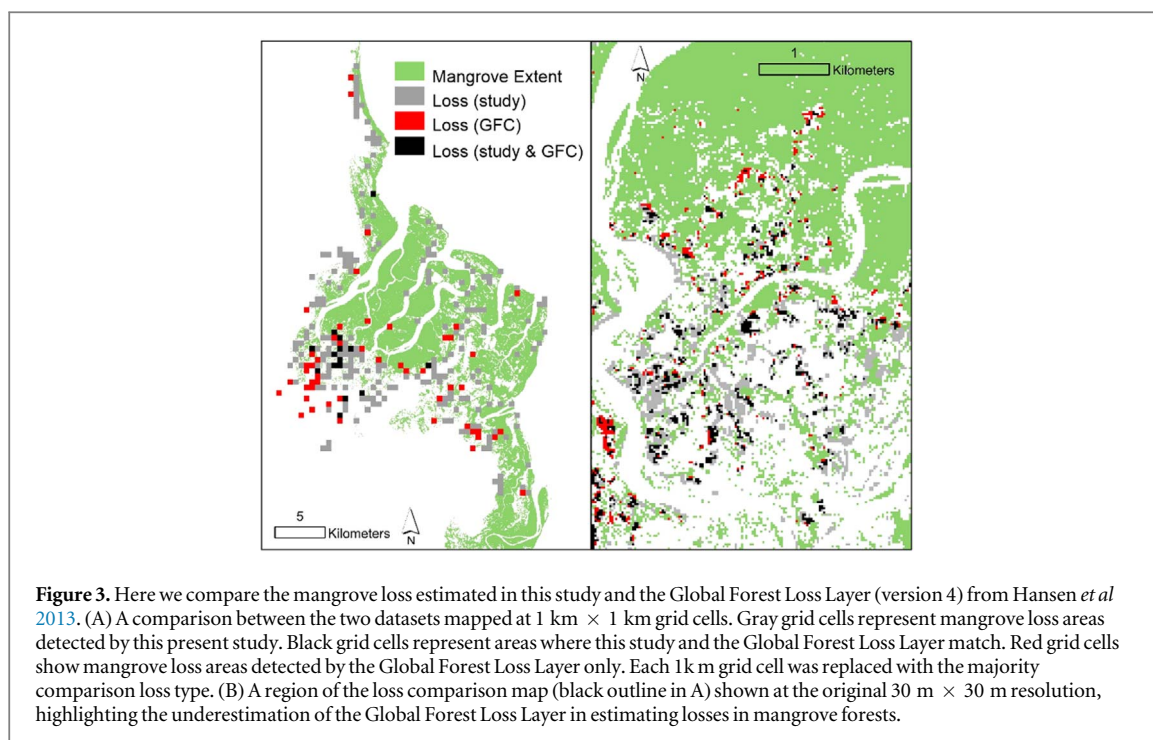 Mangrove Extent
Loss (study)
Loss (GFC)
Loss (study & GFC)
5
Kilometers
N
N
1
Kilometers
Figure 3. Here we compare the mangrove loss estimated in this study and the Global Forest Loss Layer (version 4) from Hansen et al
2013. (A) A comparison between the two datasets mapped at 1 km × 1 km grid cells. Gray grid cells represent mangrove loss areas
detected by this present study. Black grid cells represent areas where this study and the Global Forest Loss Layer match. Red grid cells
show mangrove loss areas detected by the Global Forest Loss Layer only. Each 1k m grid cell was replaced with the majority
comparison loss type. (B) A region of the loss comparison map (black outline in A) shown at the original 30 m × 30 m resolution,
highlighting the underestimation of the Global Forest Loss Layer in estimating losses in mangrove forests.